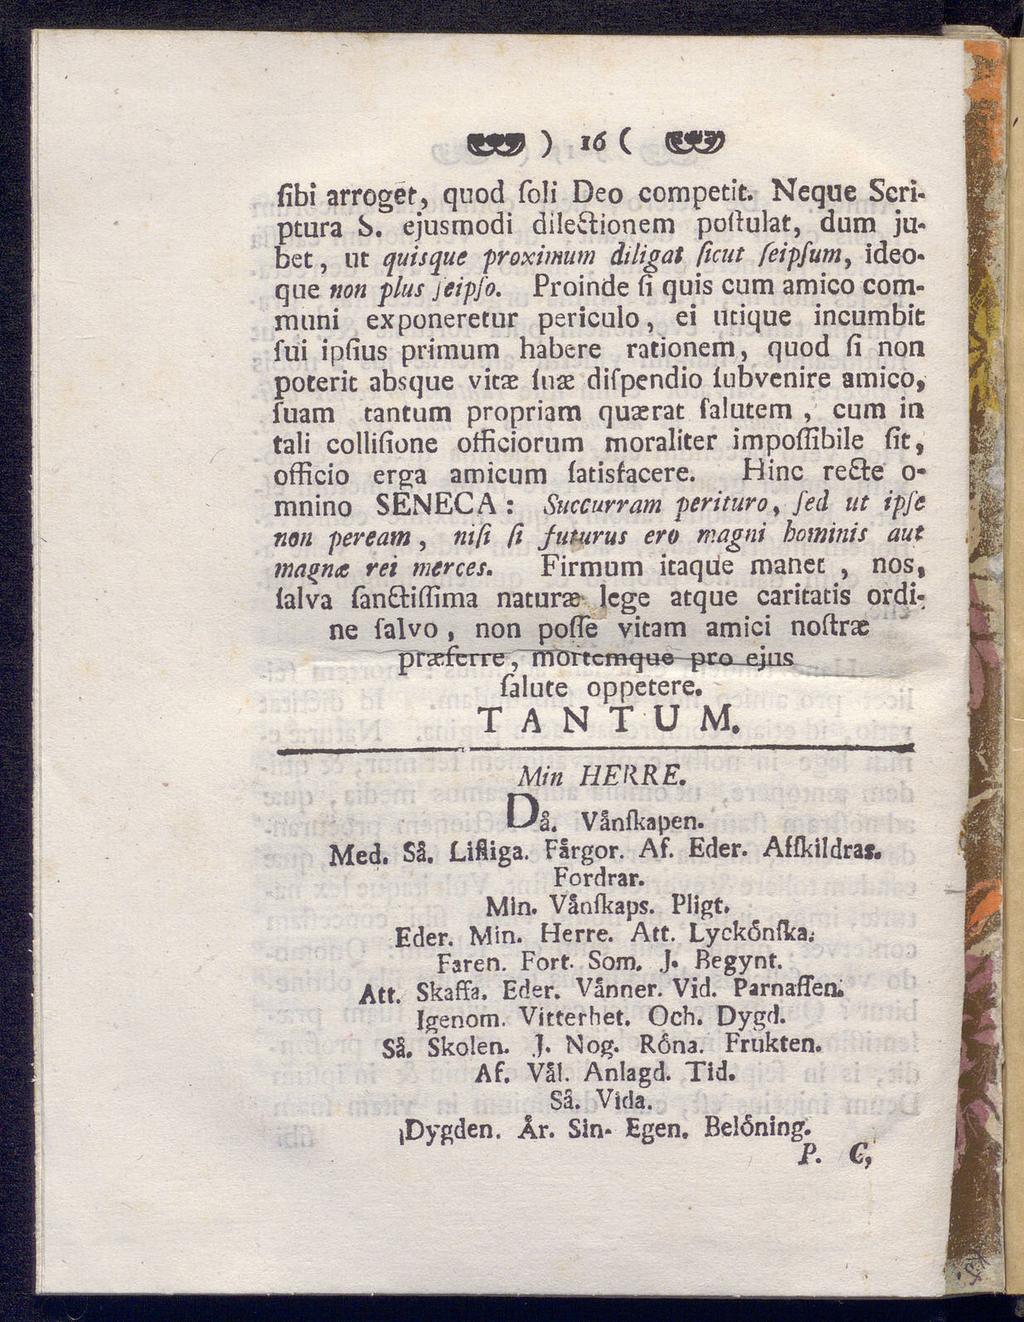 ) 16 (
ſibi arroget, quod ſoli Deo competit. Neque Scri-
ptura S. ejusmodi dilectionem poſtulat, dum ju-
bet, ut quisque proximum diligat ſicut ſeipſum, ideo-
que non plus ſeipſo. Proinde ſi quis cum amico com-
muni exponeretur periculo, ei utique incumbit
ſui ipſius primum habere rationem, quod ſi non
poterit absque vitæ ſuæ diſpendio ſubvenire amico,
ſuam tantum propriam quærat ſalutem, cum in
tali colliſione officiorum moraliter impoſſibile ſit,
officio erga amicum ſatisfacere. Hinc recte o-
mnino SENECA: Succurram perituro, ſed ut ipſe
non peream, niſi ſi futurus ero magni hominis aut
magnæ rei merces. Firmum itaque manet, nos,
ſalva ſanctiſſima naturæ lege atque caritatis ordi-
ne ſalvo, non poſſe vitam amici noſtræ
præferre, mortemque pro ejus
ſalute oppetere.
TANTUM.
Min HERRE.
Då. Vånſkapen.
Med. Så. Lifliga. Fårgor. Af. Eder. Afſkildras.
Fordrar.
Min. Vånſkaps. Pligt.
Eder. Min. Herre. Att. Lyckónſka.
Faren. Fort. Som. J. Begynt.
Att. Skaffa. Eder. Vånner. Vid. Parnaſſen.
Igenom. Vitterhet. Och. Dygd.
Så. Skolen. J. Nog. Róna. Frukten.
Af. Vål. Anlagd. Tid.
Så. Vida.
Dygden. År. Sin. Egen. Belóning.
P. C,